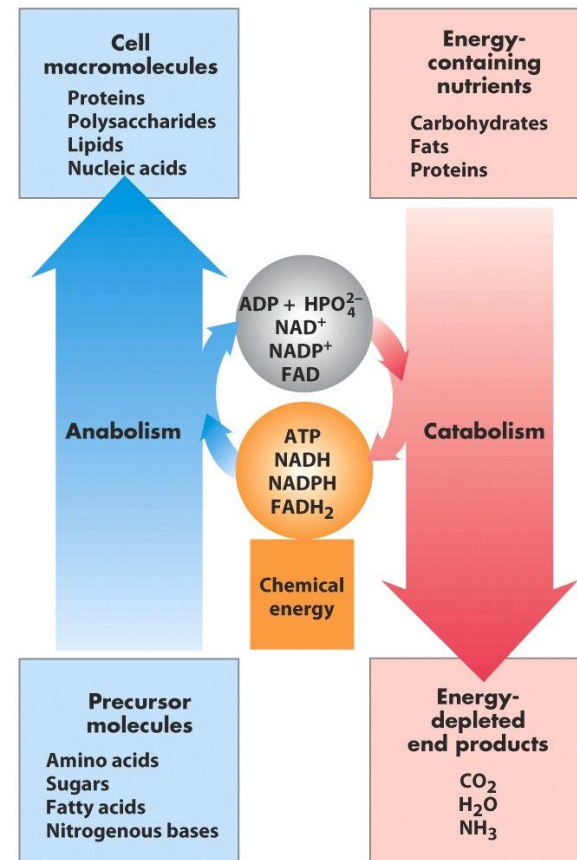 Cell
macromolecules
Proteins
Polysaccharides
Lipids
Nucleic acids
Energy-
containing
nutrients
Carbohydrates
Fats
Proteins
ADP + HPO₄²⁻
NAD⁺
NADP⁺
FAD
Anabolism
ATP
NADH
NADPH
FADH₂
Catabolism
Chemical
energy
Precursor
molecules
Amino acids
Sugars
Fatty acids
Nitrogenous bases
Energy-
depleted
end products
CO₂
H₂O
NH₃